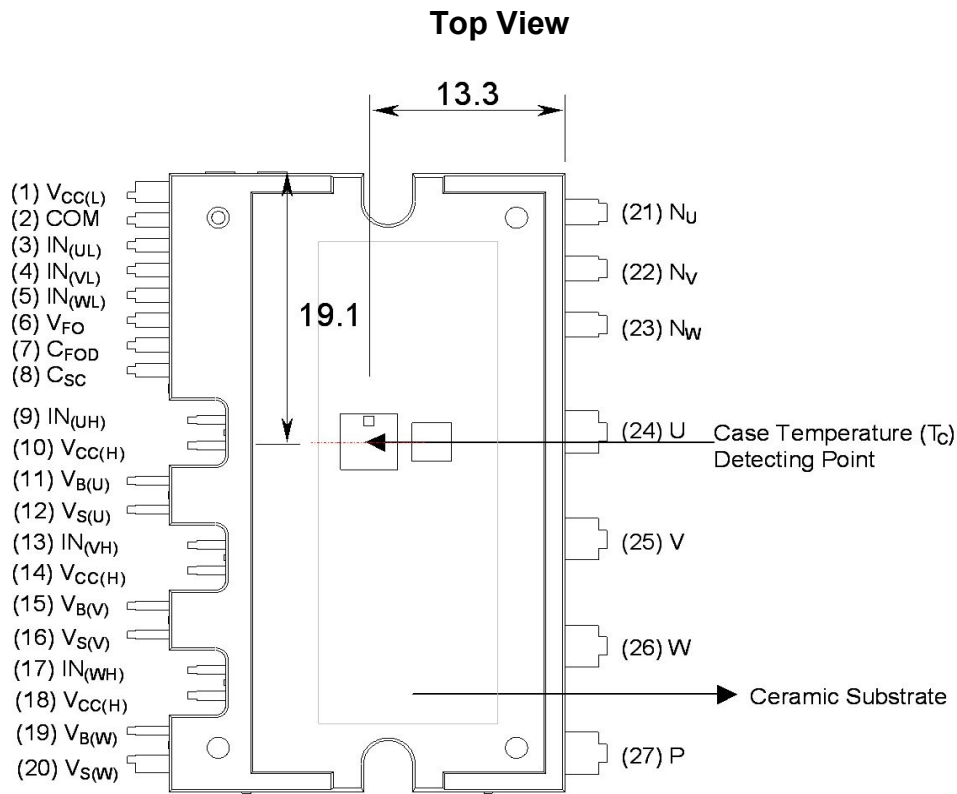 Top View
13.3
19.1
(1) VCC(L)
(2) COM
(3) IN(UL)
(4) IN(VL)
(5) IN(WL)
(6) VFO
(7) CFOD
(8) CSC
(9) IN(UH)
(10) VCC(H)
(11) VB(U)
(12) VS(U)
(13) IN(VH)
(14) VCC(H)
(15) VB(V)
(16) VS(V)
(17) IN(WH)
(18) VCC(H)
(19) VB(W)
(20) VS(W)
(21) NU
(22) NV
(23) NW
(24) U
Case Temperature (TC)
Detecting Point
(25) V
(26) W
Ceramic Substrate
(27) P